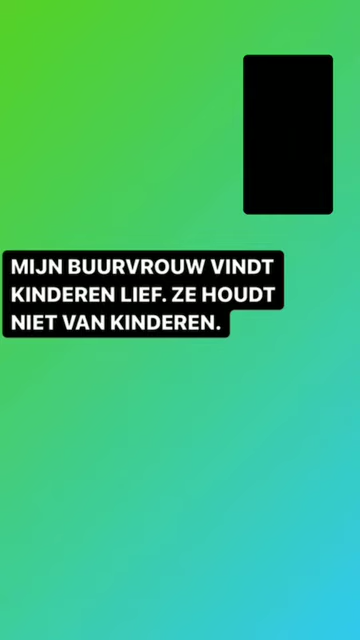 MIJN BUURVROUW VINDT
KINDEREN LIEF. ZE HOUDT
NIET VAN KINDEREN.